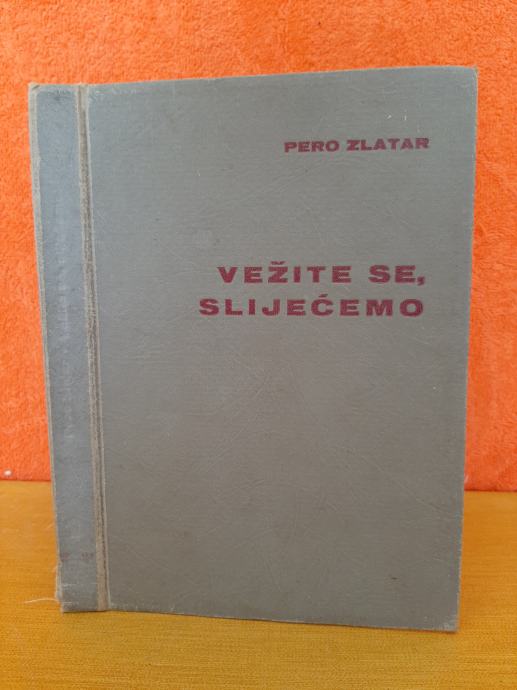 PERO ZLATAR
VEŽITE SE,
SLIJEĆEMO